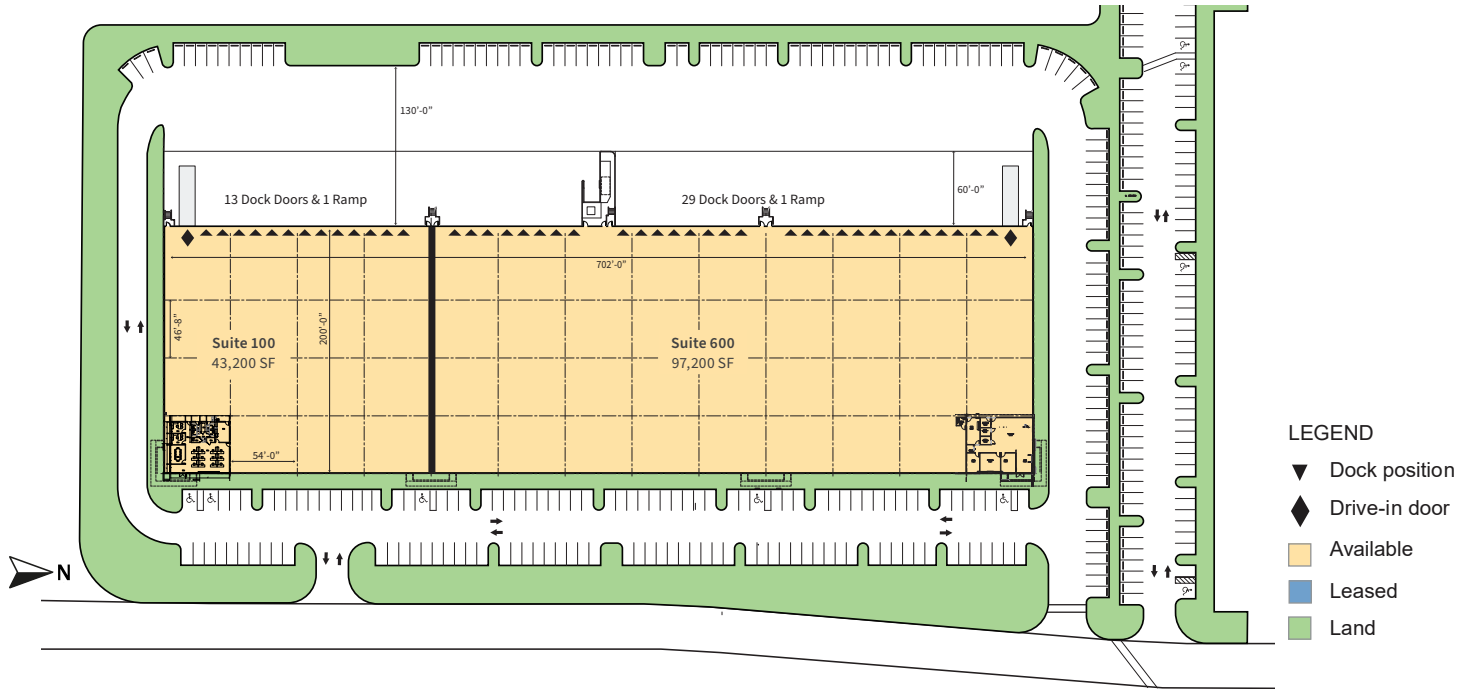 130'-0"
13 Dock Doors & 1 Ramp
29 Dock Doors & 1 Ramp
60'-0"
702'-0"
46'-8"
200'-0"
Suite 100
43,200 SF
Suite 600
97,200 SF
54'-0"
N
LEGEND
Dock position
Drive-in door
Available
Leased
Land